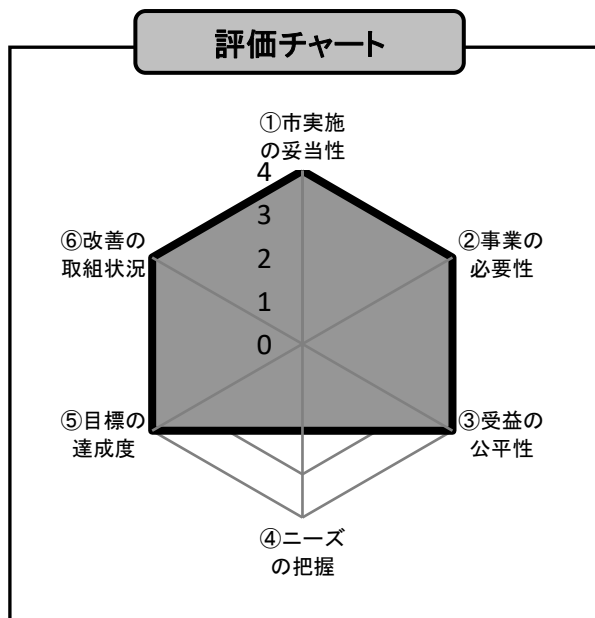 評価チャート
①市実施
の妥当性
4
3
2
1
0
②事業の
必要性
③受益の
公平性
④ニーズ
の把握
⑤目標の
達成度
⑥改善の
取組状況